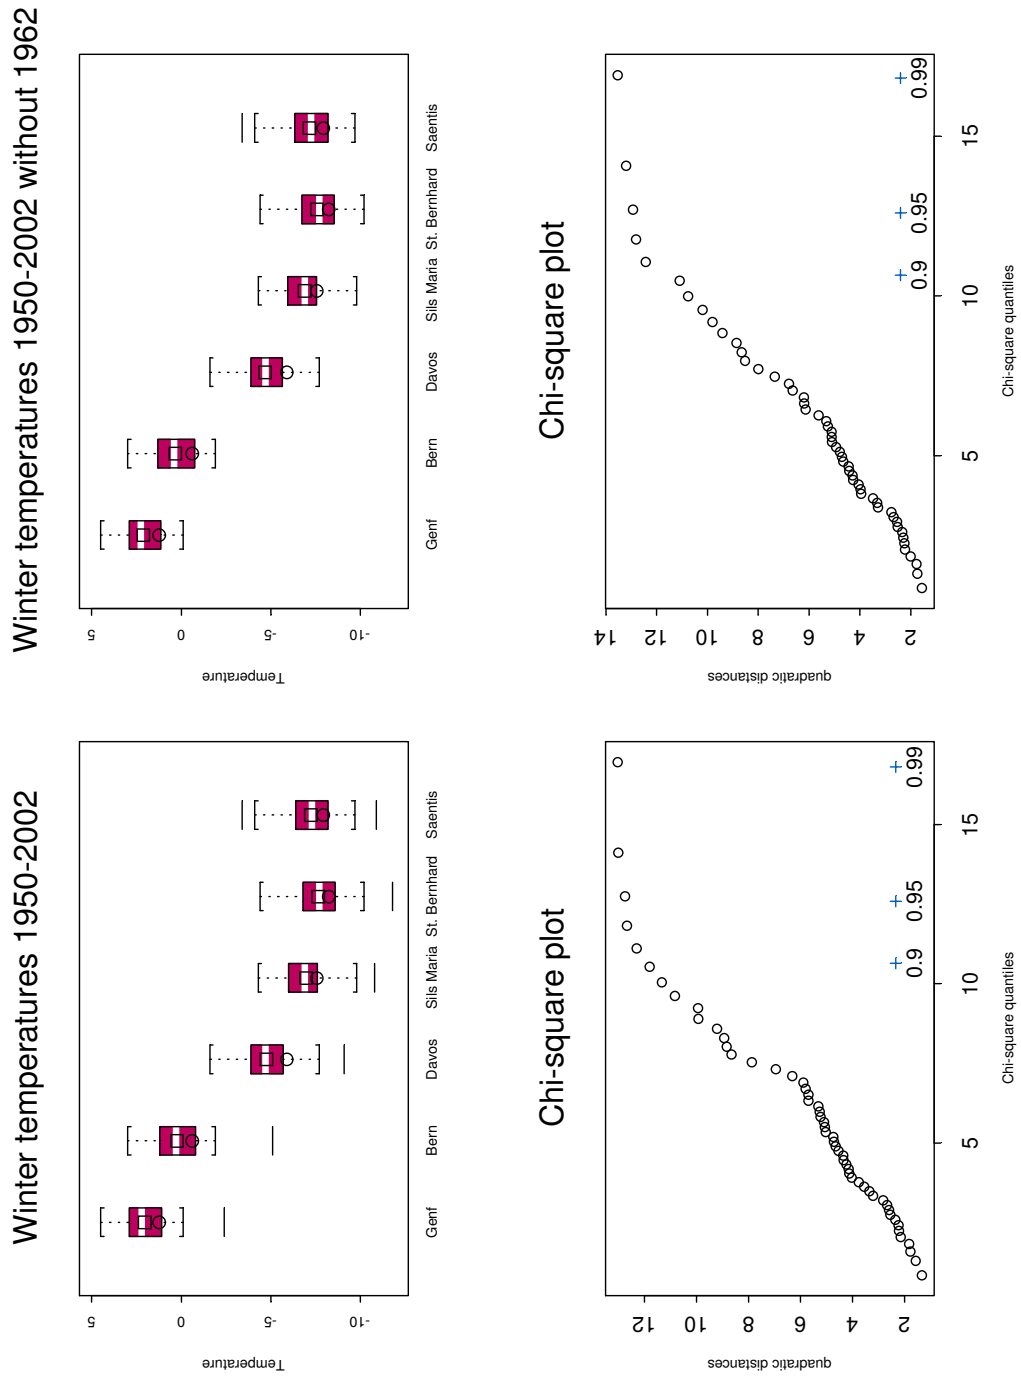 Winter temperatures 1950-2002
Temperature
5
0
-5
-10
Genf
Bern
Davos
Sils Maria
St. Bernhard
Saentis
Winter temperatures 1950-2002 without 1962
Temperature
5
0
-5
-10
Genf
Bern
Davos
Sils Maria
St. Bernhard
Saentis
Chi-square plot
quadratic distances
2
4
6
8
10
12
0.9
0.95
0.99
5
10
15
Chi-square quantiles
Chi-square plot
quadratic distances
2
4
6
8
10
12
14
0.9
0.95
0.99
5
10
15
Chi-square quantiles